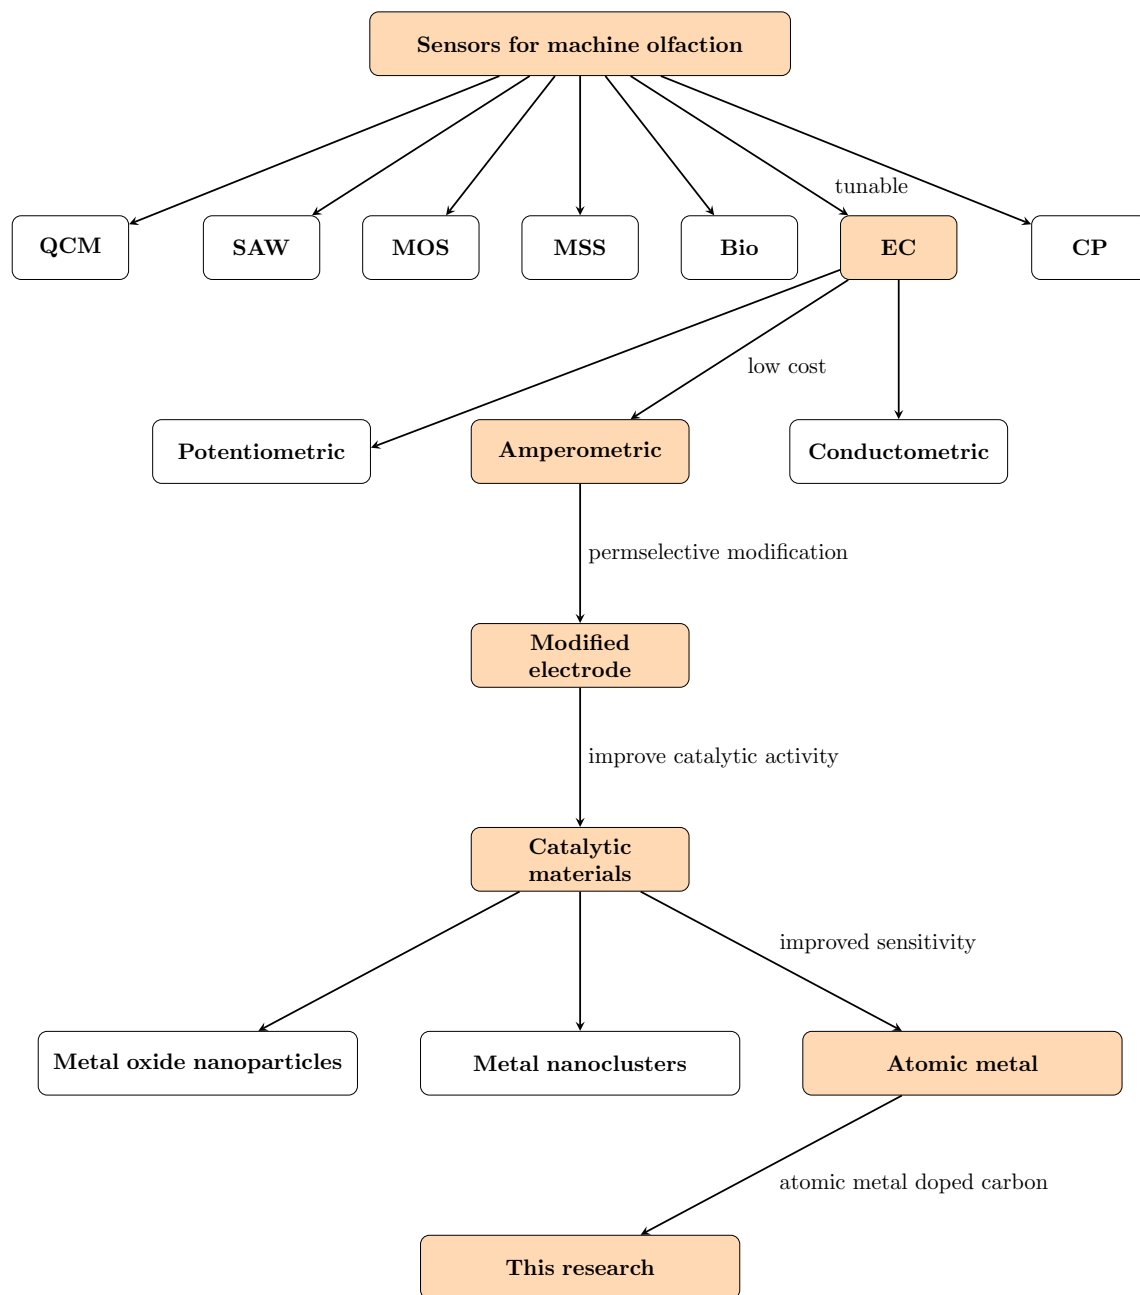 Sensors for machine olfaction
tunable
QCM
SAW
MOS
MSS
Bio
EC
CP
low cost
Potentiometric
Amperometric
Conductometric
permselective modification
Modified
electrode
improve catalytic activity
Catalytic
materials
improved sensitivity
Metal oxide nanoparticles
Metal nanoclusters
Atomic metal
atomic metal doped carbon
This research